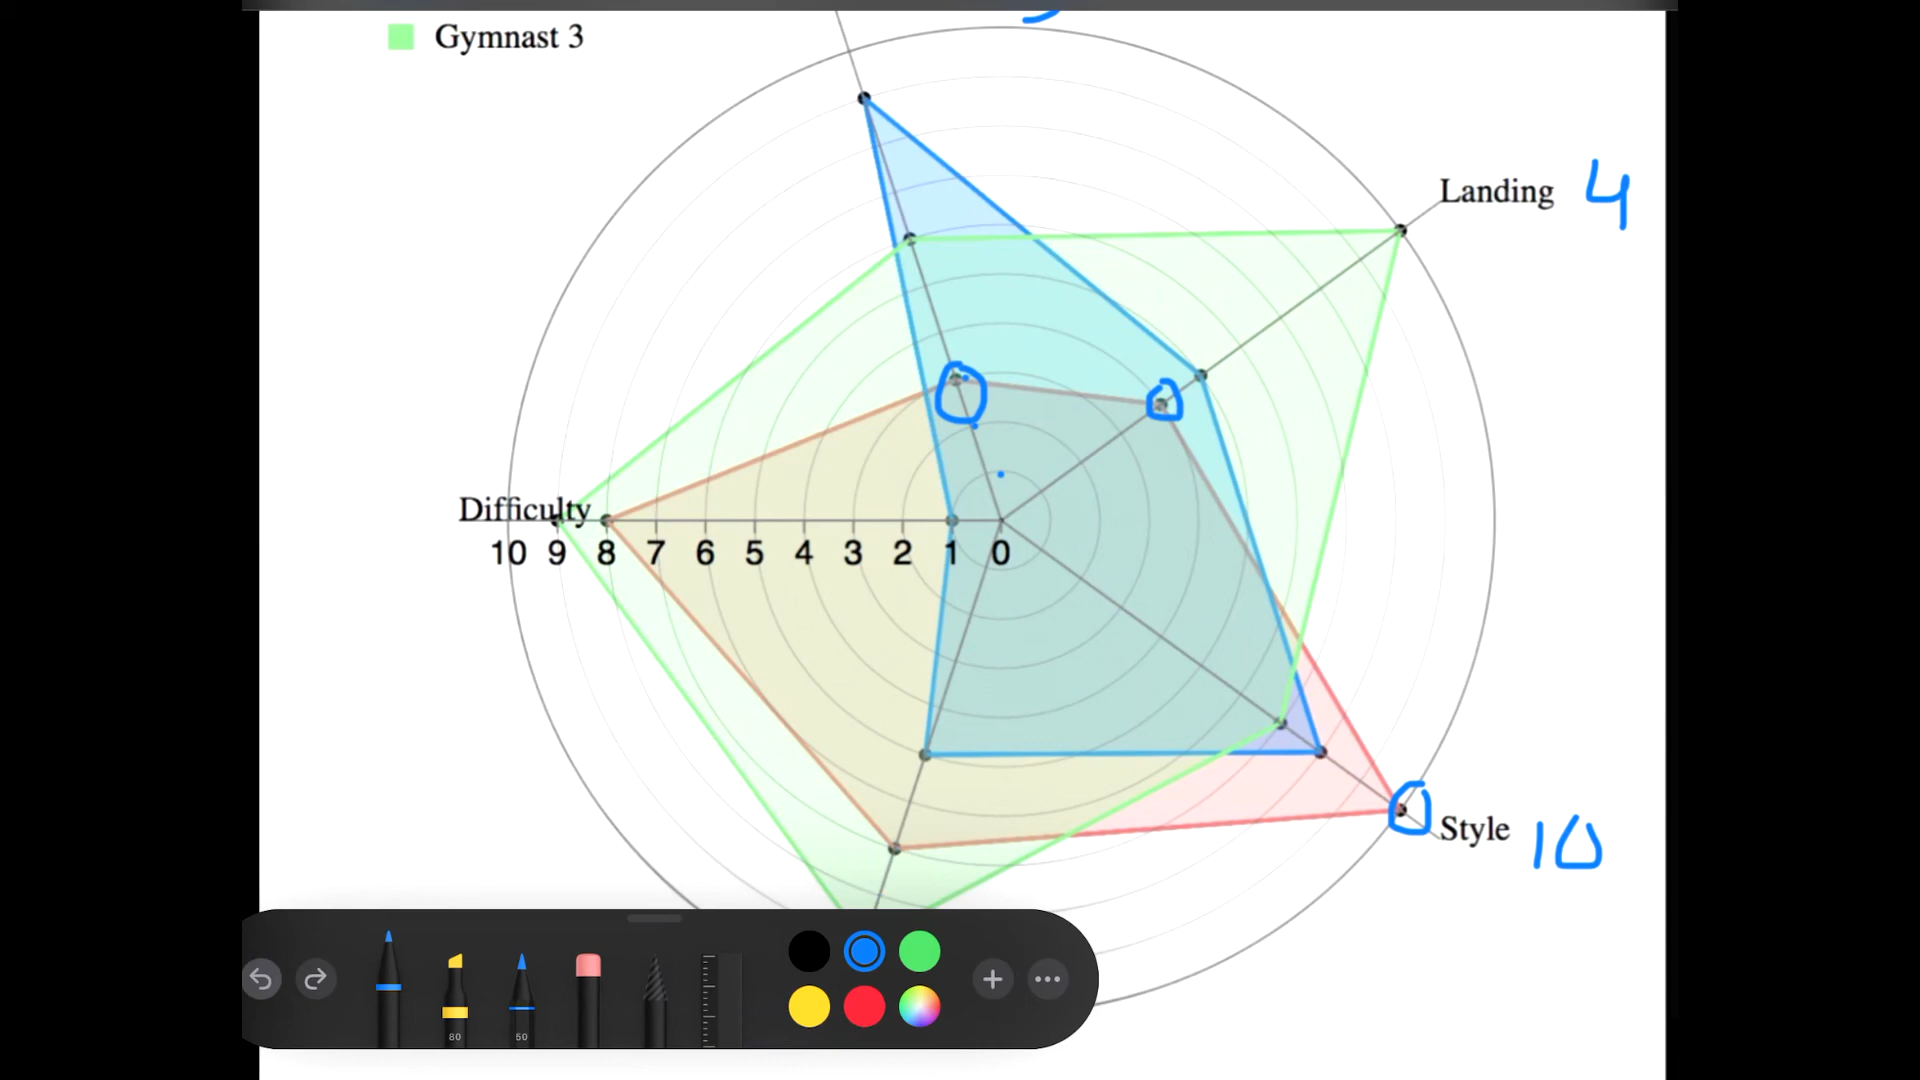 Gymnast 3
Landing 4
Difficulty
10 9 8 7 6 5 4 3 2 1 0
Style 10
80 50